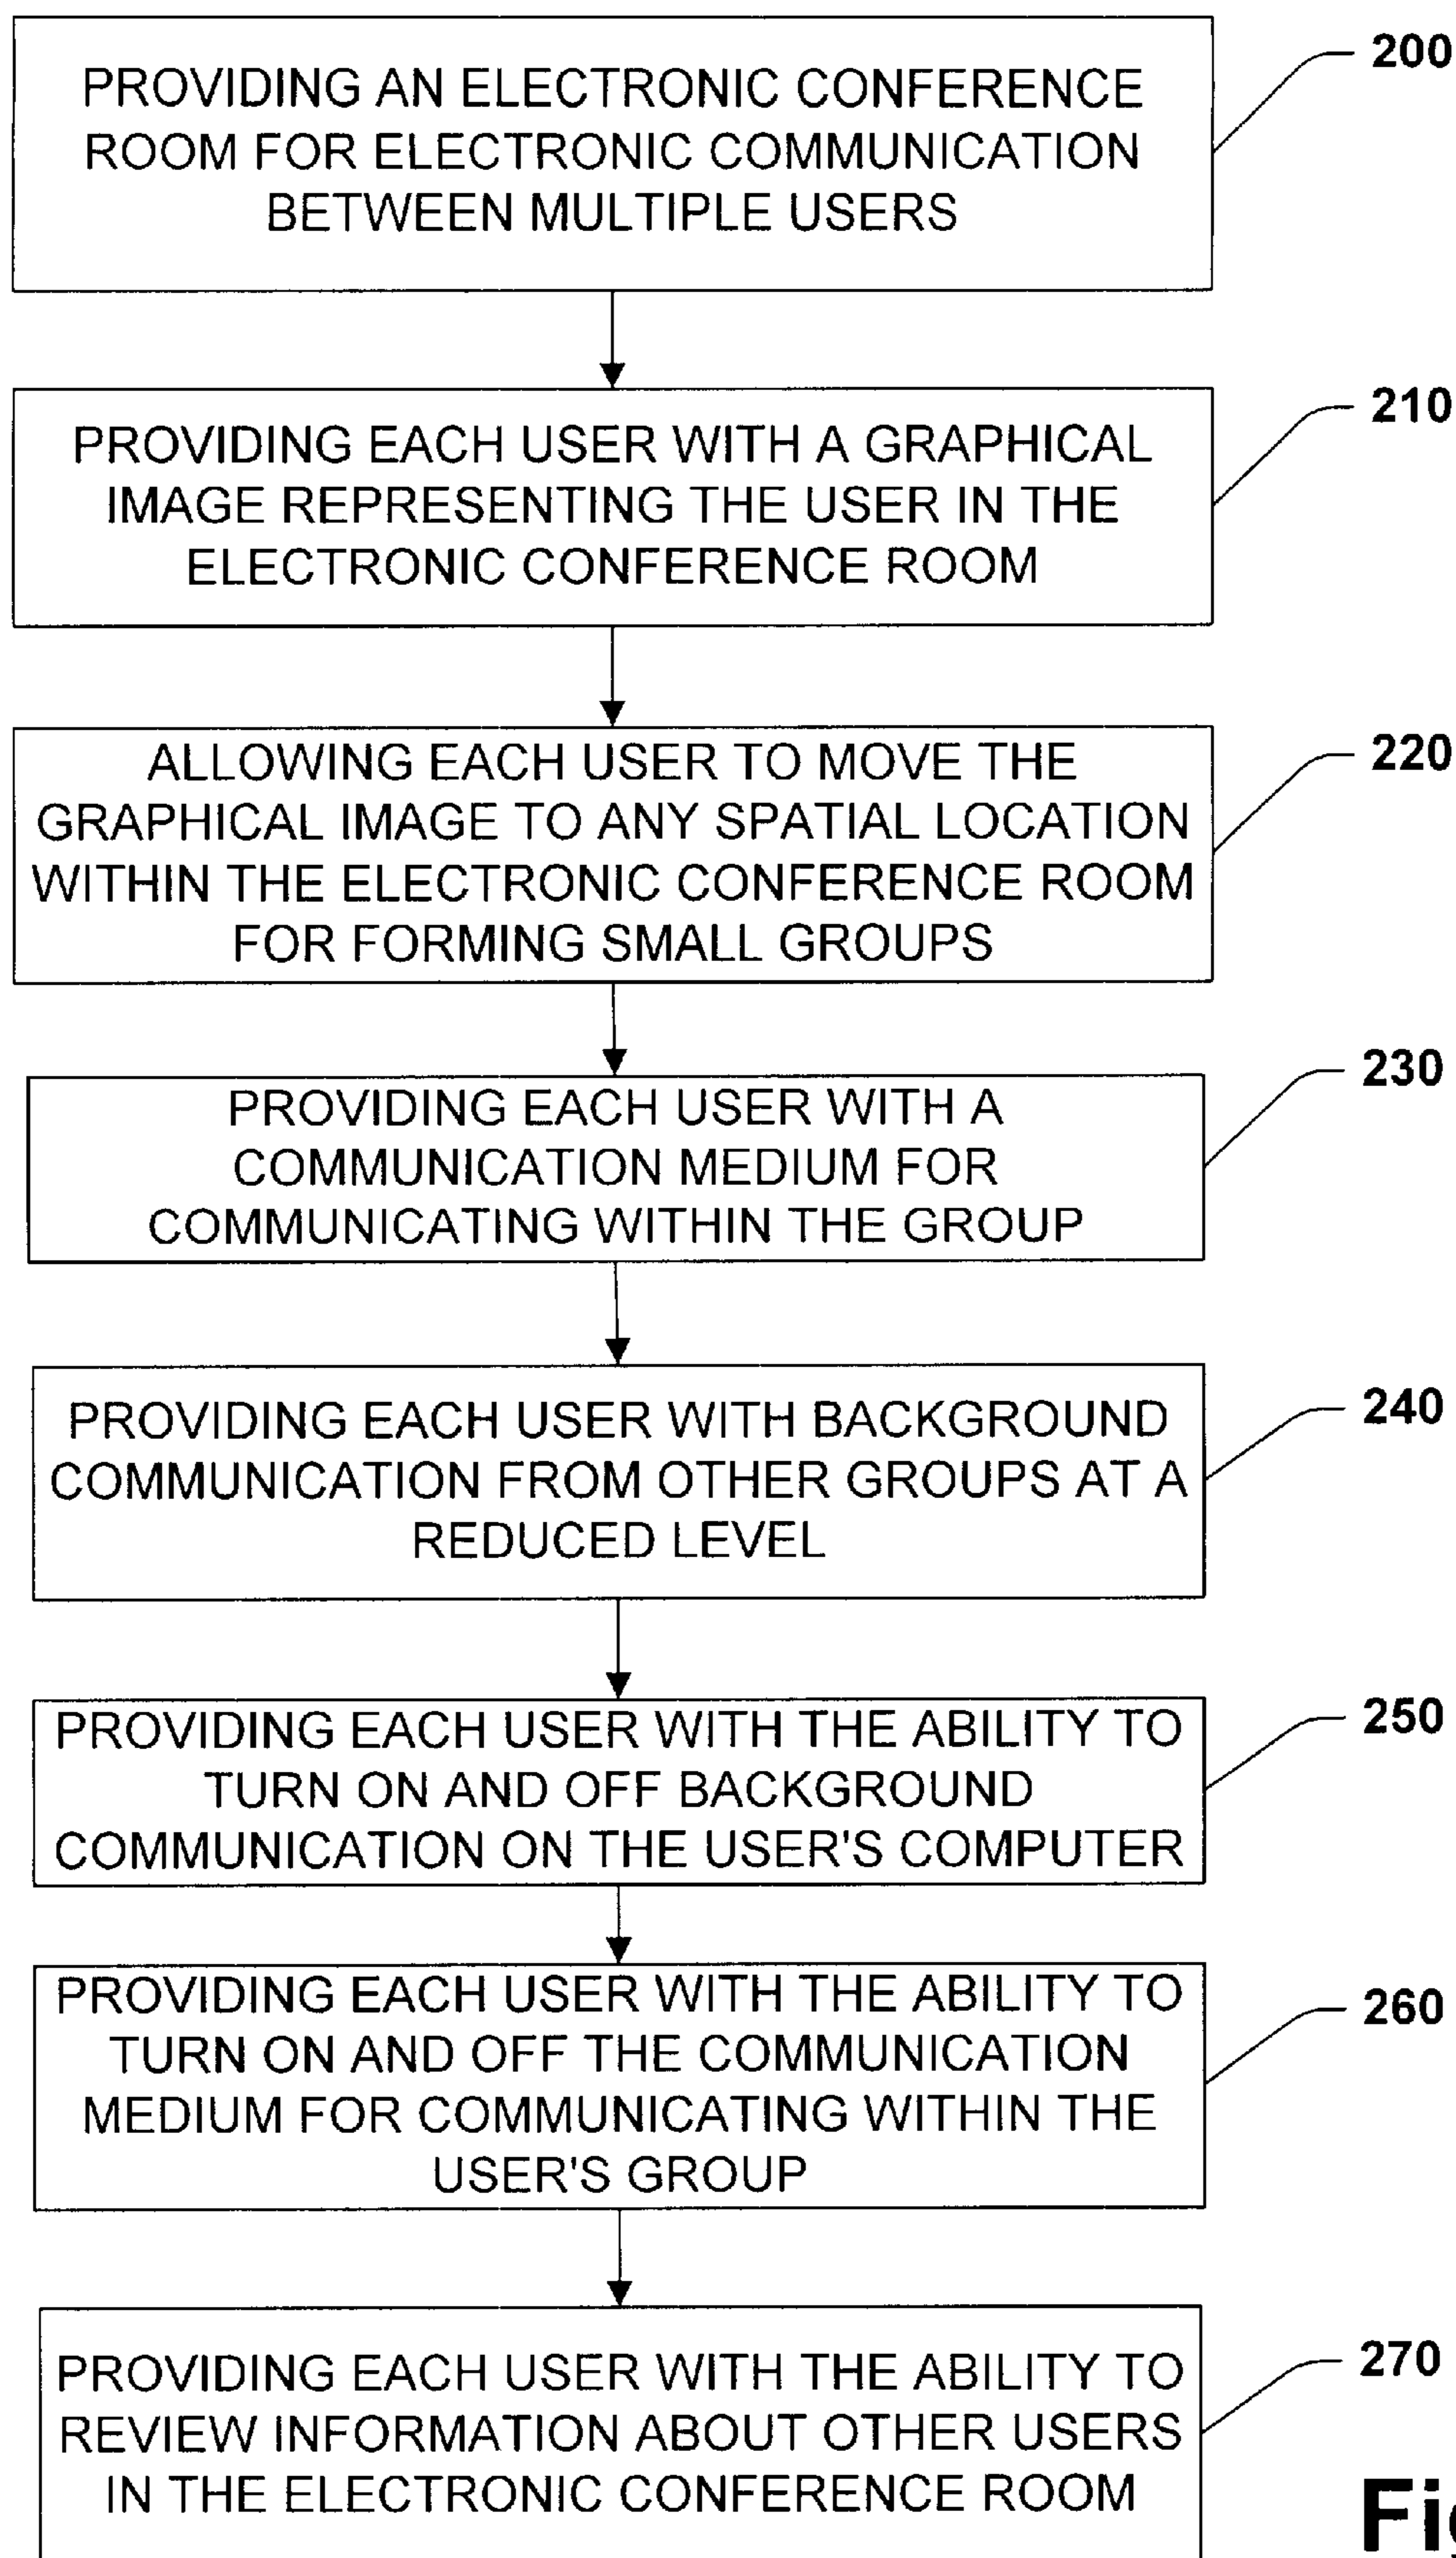 PROVIDING AN ELECTRONIC CONFERENCE
ROOM FOR ELECTRONIC COMMUNICATION
BETWEEN MULTIPLE USERS
200
PROVIDING EACH USER WITH A GRAPHICAL
IMAGE REPRESENTING THE USER IN THE
ELECTRONIC CONFERENCE ROOM
210
ALLOWING EACH USER TO MOVE THE
GRAPHICAL IMAGE TO ANY SPATIAL LOCATION
WITHIN THE ELECTRONIC CONFERENCE ROOM
FOR FORMING SMALL GROUPS
220
PROVIDING EACH USER WITH A
COMMUNICATION MEDIUM FOR
COMMUNICATING WITHIN THE GROUP
230
PROVIDING EACH USER WITH BACKGROUND
COMMUNICATION FROM OTHER GROUPS AT A
REDUCED LEVEL
240
PROVIDING EACH USER WITH THE ABILITY TO
TURN ON AND OFF BACKGROUND
COMMUNICATION ON THE USER'S COMPUTER
250
PROVIDING EACH USER WITH THE ABILITY TO
TURN ON AND OFF THE COMMUNICATION
MEDIUM FOR COMMUNICATING WITHIN THE
USER'S GROUP
260
PROVIDING EACH USER WITH THE ABILITY TO
REVIEW INFORMATION ABOUT OTHER USERS
IN THE ELECTRONIC CONFERENCE ROOM
270